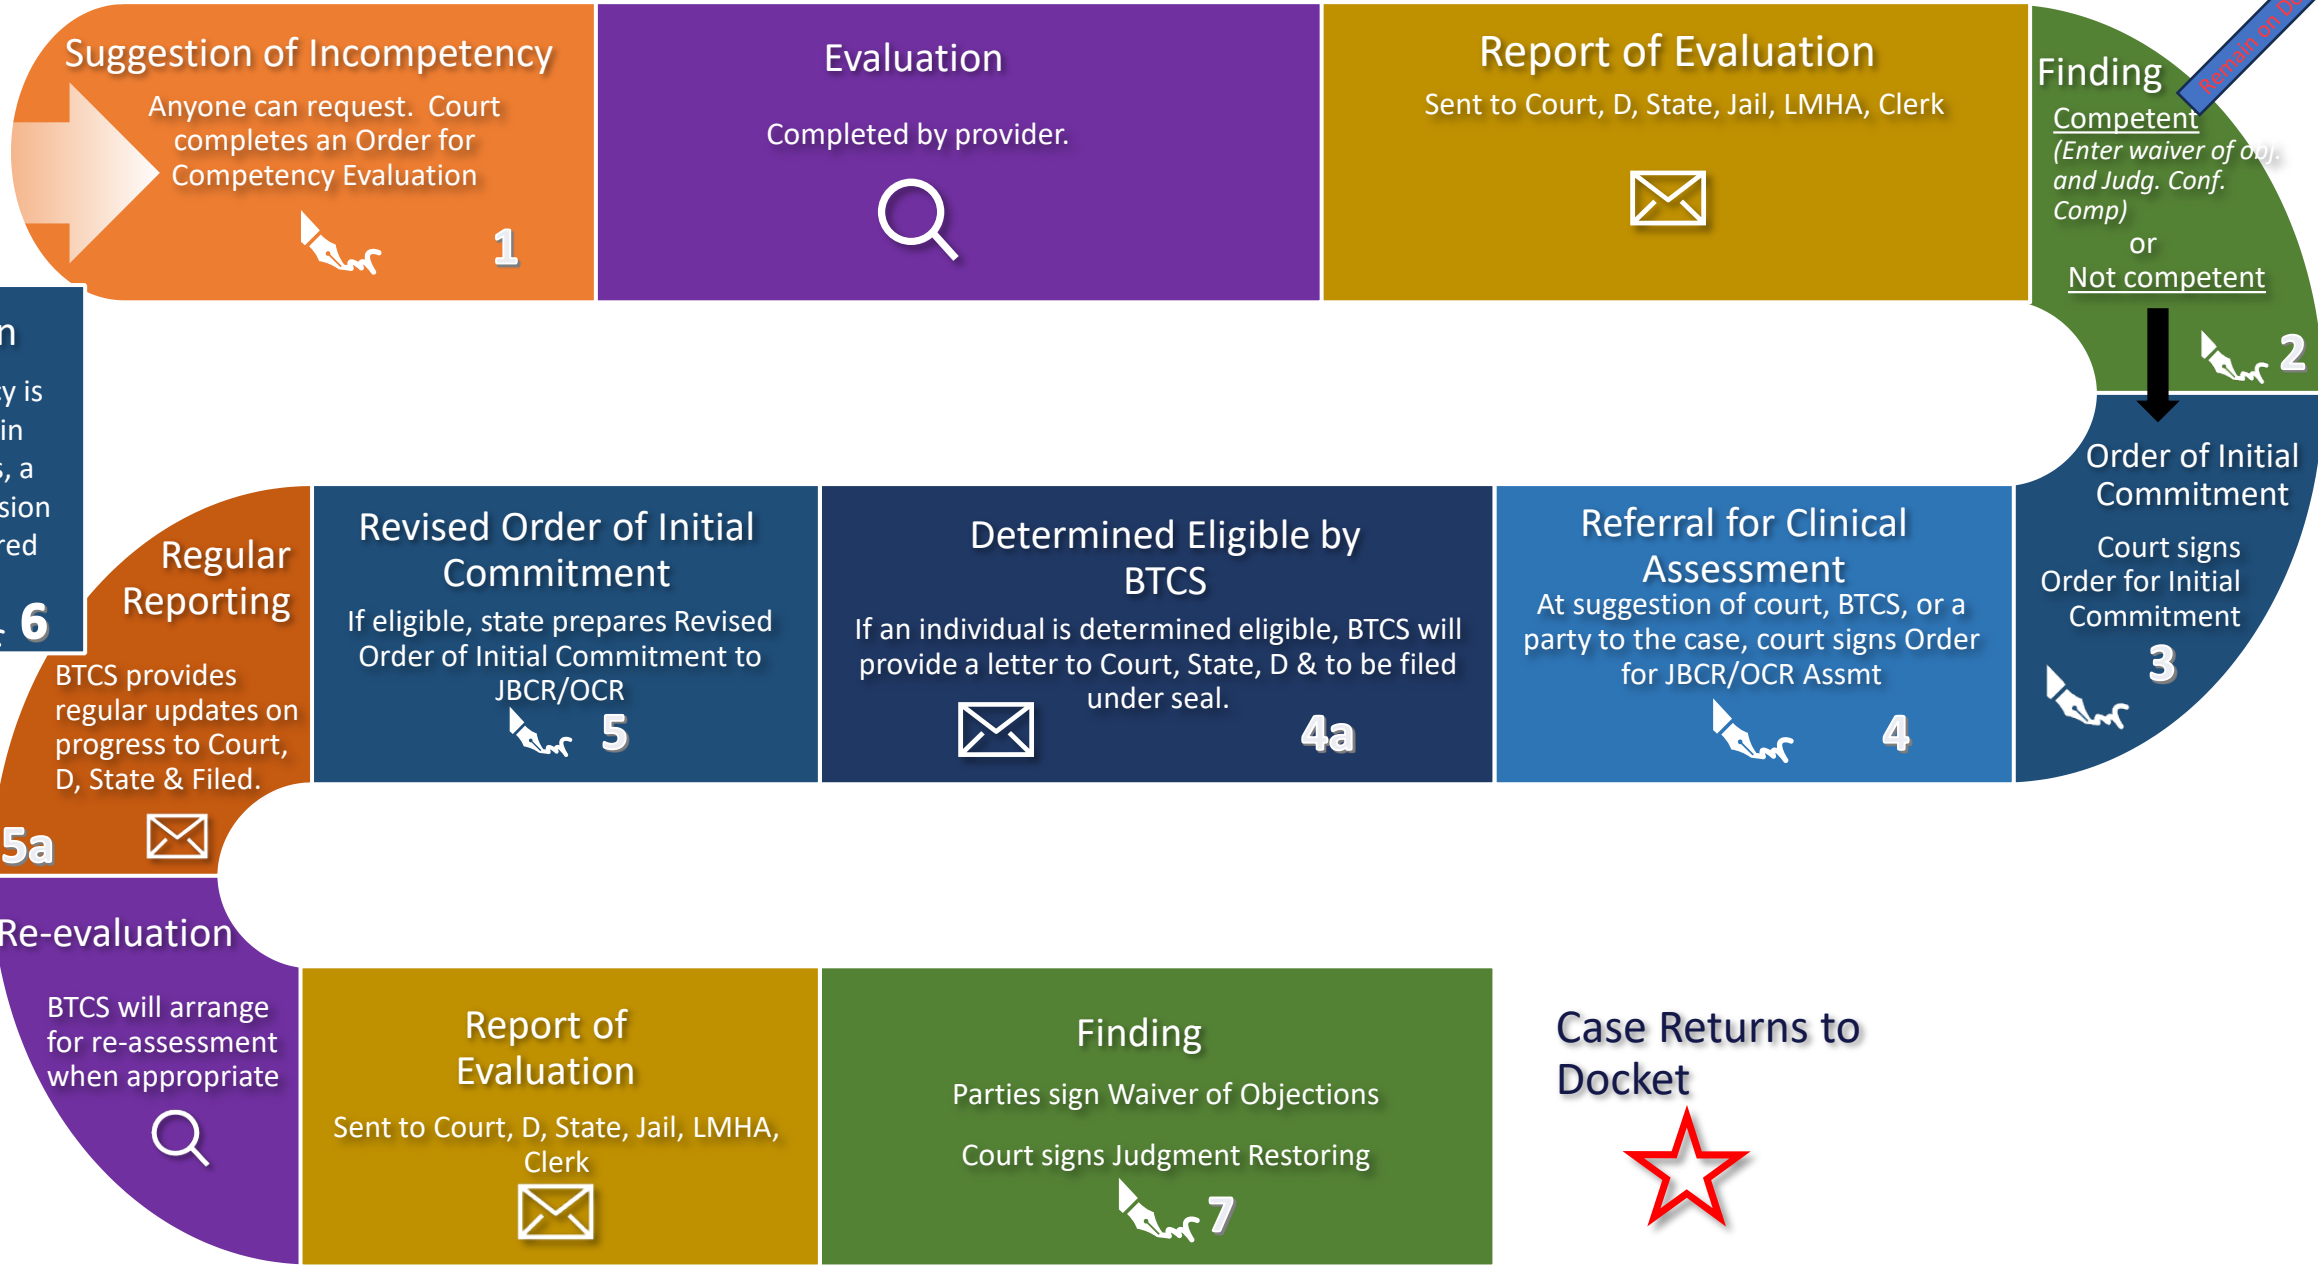 Suggestion of Incompetency
Anyone can request.  Court
completes an Order for
Competency Evaluation
1
Evaluation
Completed by provider.
Report of Evaluation
Sent to Court, D, State, Jail, LMHA, Clerk
Remain on
Finding
Competent
(Enter waiver of obj.
and Judg. Conf.
Comp)
or
Not competent
2
Order of Initial
Commitment
Court signs
Order for Initial
Commitment
3
Referral for Clinical
Assessment
At suggestion of court, BTCS, or a
party to the case, court signs Order
for JBCR/OCR Assmt
4
Determined Eligible by
BTCS
If an individual is determined eligible, BTCS will
provide a letter to Court, State, D & to be filed
under seal.
4a
Revised Order of Initial
Commitment
If eligible, state prepares Revised
Order of Initial Commitment to
JBCR/OCR
5
n
cy is
in
s, a
sion
red
6
Regular
Reporting
BTCS provides
regular updates on
progress to Court,
D, State & Filed.
5a
Re-evaluation
BTCS will arrange
for re-assessment
when appropriate
Report of
Evaluation
Sent to Court, D, State, Jail, LMHA,
Clerk
Finding
Parties sign Waiver of Objections
Court signs Judgment Restoring
7
Case Returns to
Docket